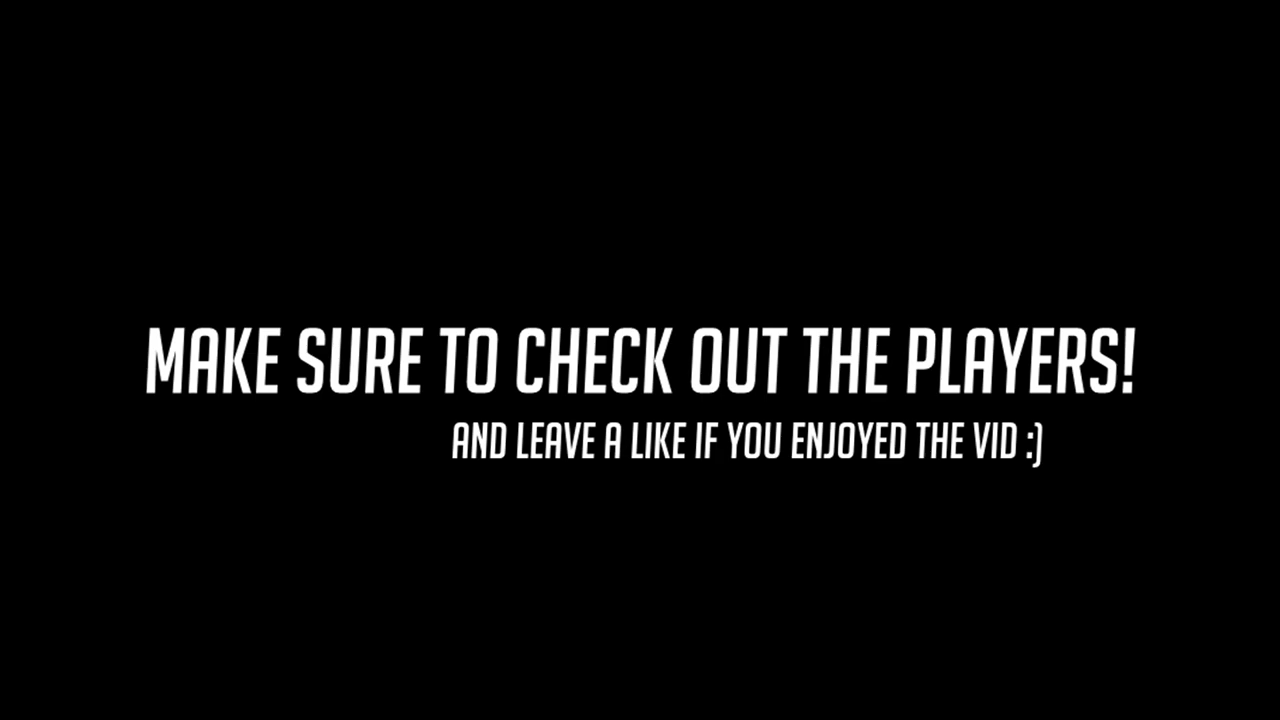 MAKE SURE TO CHECK OUT THE PLAYERS!
AND LEAVE A LIKE IF YOU ENJOYED THE VID :)